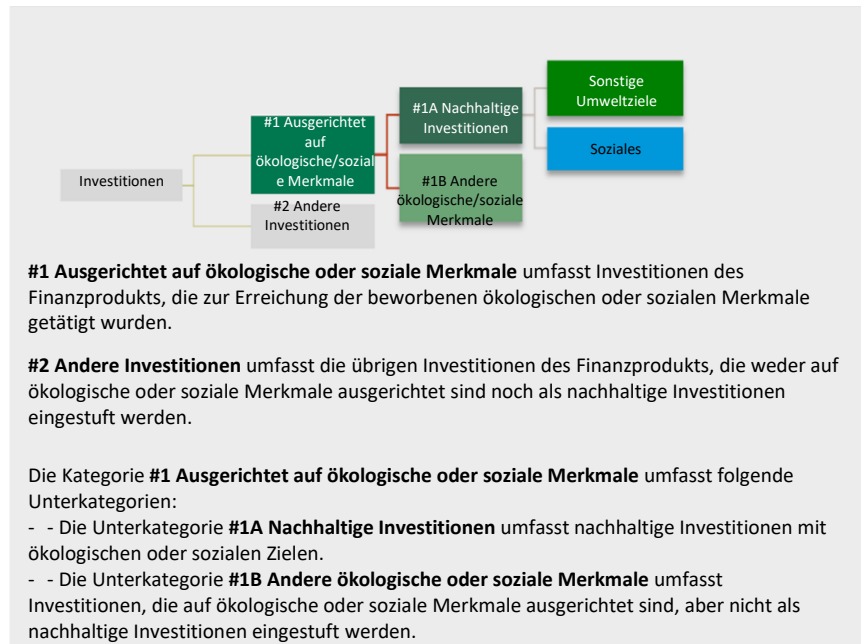 Investitionen
#1 Ausgerichtet
auf
ökologische/sozial
e Merkmale
#2 Andere
Investitionen
#1A Nachhaltige
Investitionen
#1B Andere
ökologische/soziale
Merkmale
Sonstige
Umweltziele
Soziales
#1 Ausgerichtet auf ökologische oder soziale Merkmale umfasst Investitionen des
Finanzprodukts, die zur Erreichung der beworbenen ökologischen oder sozialen Merkmale
getätigt wurden.
#2 Andere Investitionen umfasst die übrigen Investitionen des Finanzprodukts, die weder auf
ökologische oder soziale Merkmale ausgerichtet sind noch als nachhaltige Investitionen
eingestuft werden.
Die Kategorie #1 Ausgerichtet auf ökologische oder soziale Merkmale umfasst folgende
Unterkategorien:
- - Die Unterkategorie #1A Nachhaltige Investitionen umfasst nachhaltige Investitionen mit
ökologischen oder sozialen Zielen.
- - Die Unterkategorie #1B Andere ökologische oder soziale Merkmale umfasst
Investitionen, die auf ökologische oder soziale Merkmale ausgerichtet sind, aber nicht als
nachhaltige Investitionen eingestuft werden.